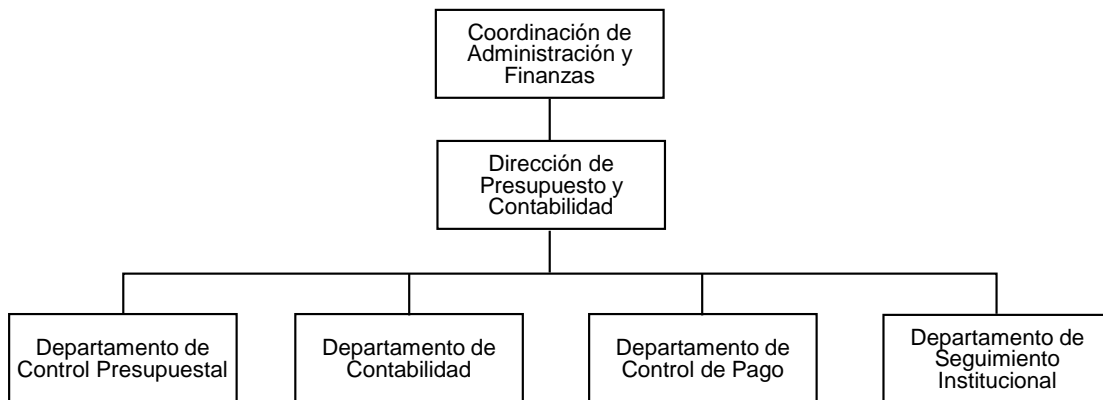 Coordinación de
Administración y
Finanzas
Dirección de
Presupuesto y
Contabilidad
Departamento de
Control Presupuestal
Departamento de
Contabilidad
Departamento de
Control de Pago
Departamento de
Seguimiento
Institucional